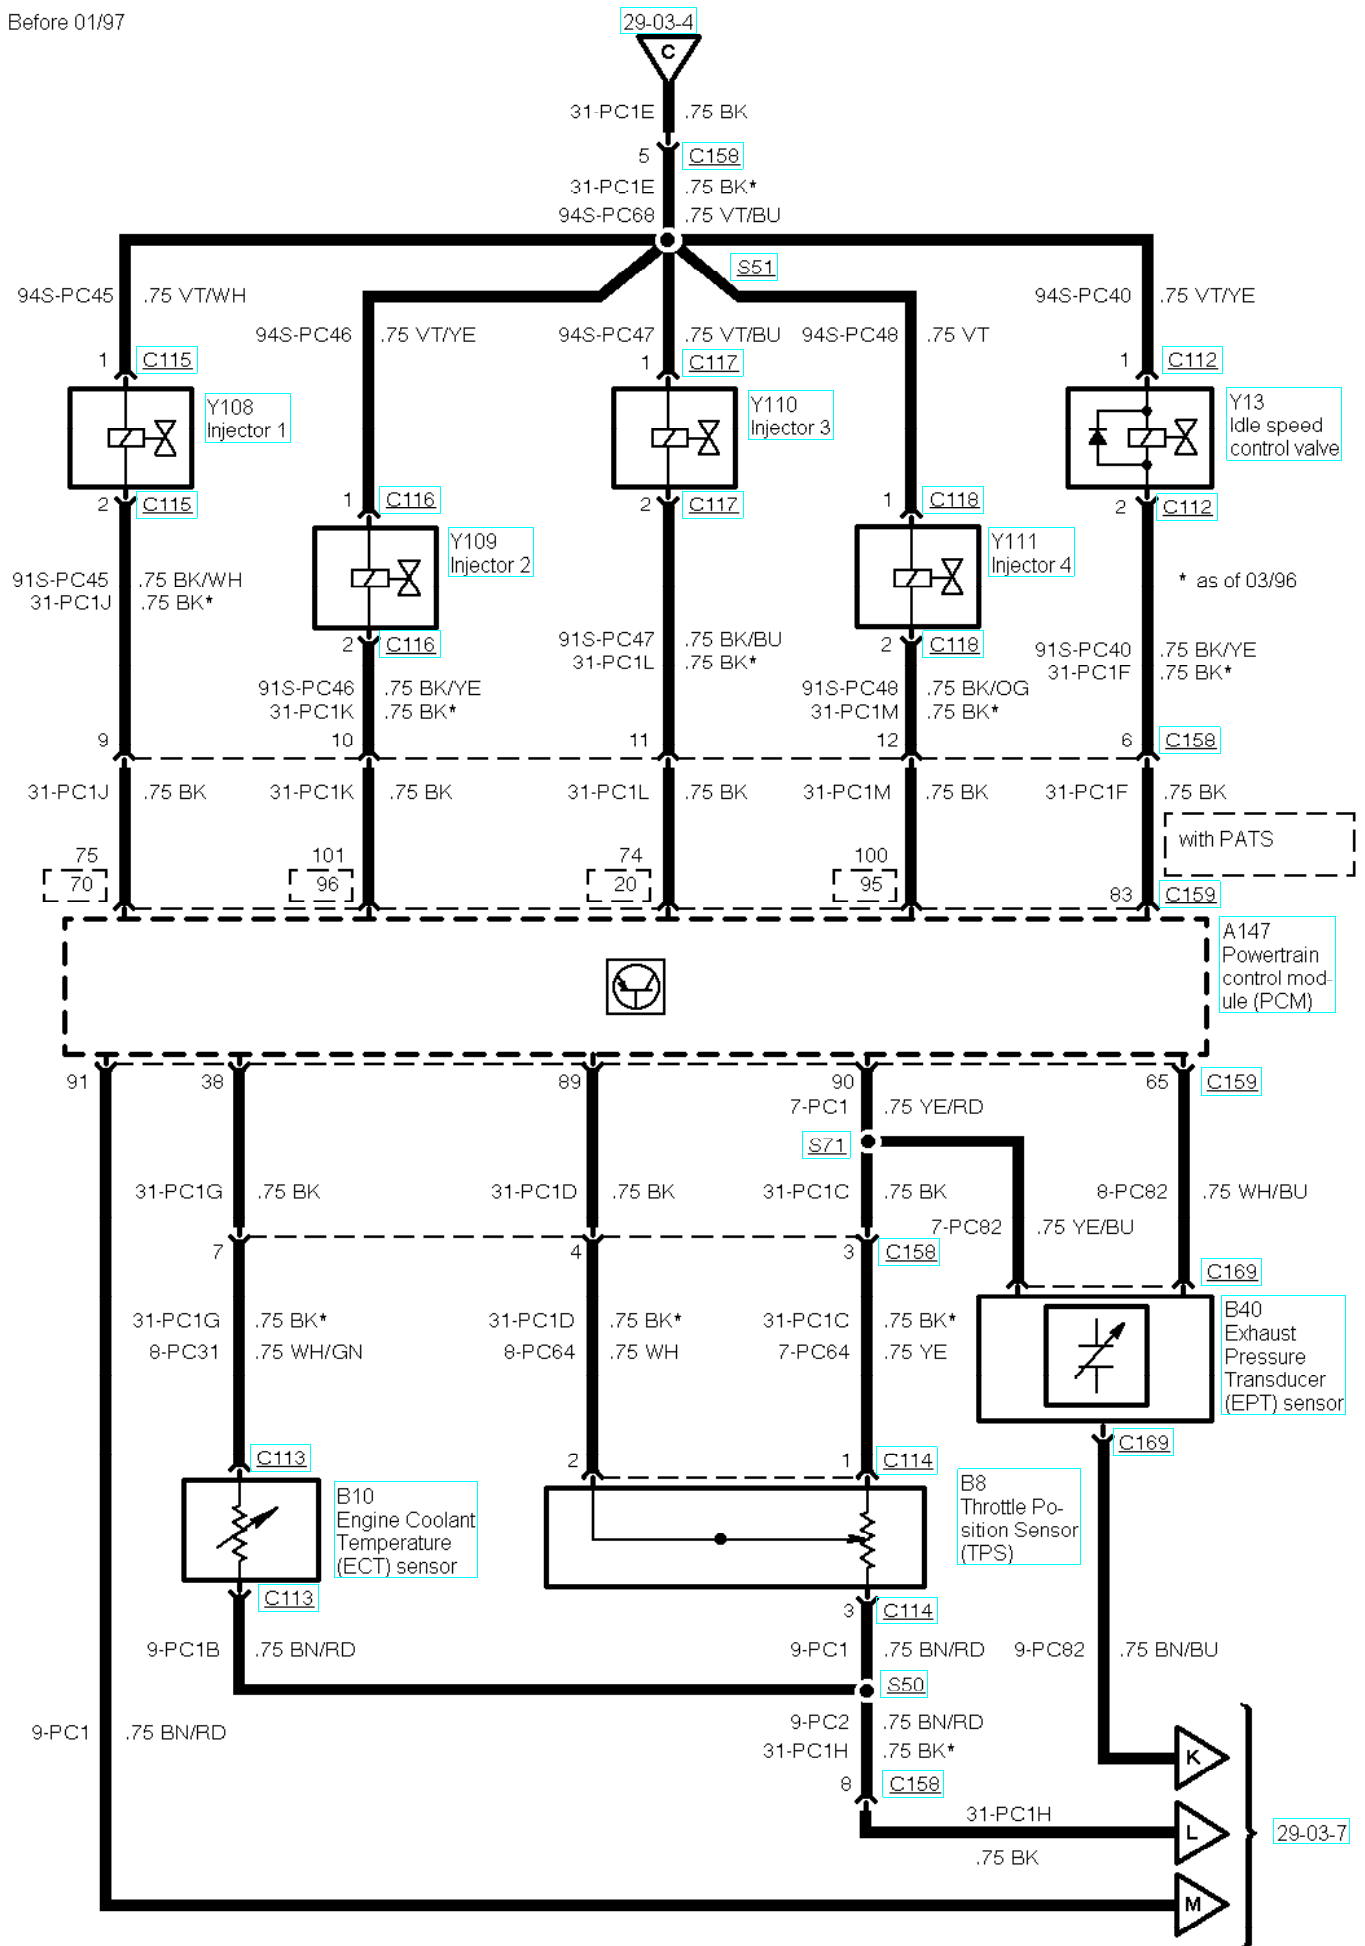 Before 01/97
29-03-4
C
31-PC1E .75 BK
5 C158
31-PC1E .75 BK*
94S-PC68 .75 VT/BU
S51
94S-PC45 .75 VT/WH
94S-PC40 .75 VT/YE
94S-PC46 .75 VT/YE
94S-PC47 .75 VT/BU
94S-PC48 .75 VT
1 C115
1 C117
1 C112
Y108
Injector 1
Y110
Injector 3
Y13
Idle speed
control valve
2 C115
1 C116
2 C117
1 C118
2 C112
Y109
Injector 2
Y111
Injector 4
91S-PC45 .75 BK/WH
31-PC1J .75 BK*
* as of 03/96
2 C116
91S-PC47 .75 BK/BU
31-PC1L .75 BK*
2 C118
91S-PC40 .75 BK/YE
31-PC1F .75 BK*
91S-PC46 .75 BK/YE
31-PC1K .75 BK*
91S-PC48 .75 BK/OG
31-PC1M .75 BK*
9 10 11 12 6 C158
31-PC1J .75 BK 31-PC1K .75 BK 31-PC1L .75 BK 31-PC1M .75 BK 31-PC1F .75 BK
with PATS
75 101 74 100
70 96 20 95 83 C159
A147
Powertrain
control mod-
ule (PCM)
91 38 89 90 65 C159
7-PC1 .75 YE/RD
S71
31-PC1G .75 BK 31-PC1D .75 BK 31-PC1C .75 BK 8-PC82 .75 WH/BU
7-PC82 .75 YE/BU
7 4 3 C158
C169
31-PC1G .75 BK* 31-PC1D .75 BK* 31-PC1C .75 BK*
8-PC31 .75 WH/GN 8-PC64 .75 WH 7-PC64 .75 YE
B40
Exhaust
Pressure
Transducer
(EPT) sensor
C169
C113 2 1 C114
B10
Engine Coolant
Temperature
(ECT) sensor
B8
Throttle Po-
sition Sensor
(TPS)
C113 3 C114
9-PC1B .75 BN/RD 9-PC1 .75 BN/RD 9-PC82 .75 BN/BU
S50
9-PC1 .75 BN/RD
9-PC2 .75 BN/RD
31-PC1H .75 BK*
K
8 C158
31-PC1H
L
29-03-7
.75 BK
M